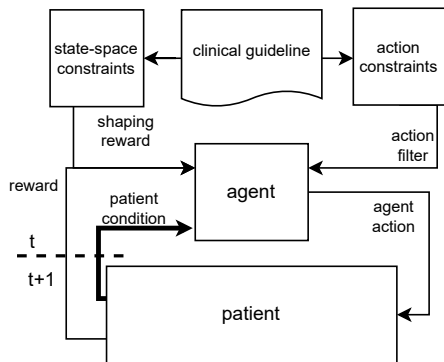 state-space
constraints
clinical guideline
action
constraints
shaping
reward
action
filter
reward
patient
condition
agent
agent
action
t
t+1
patient